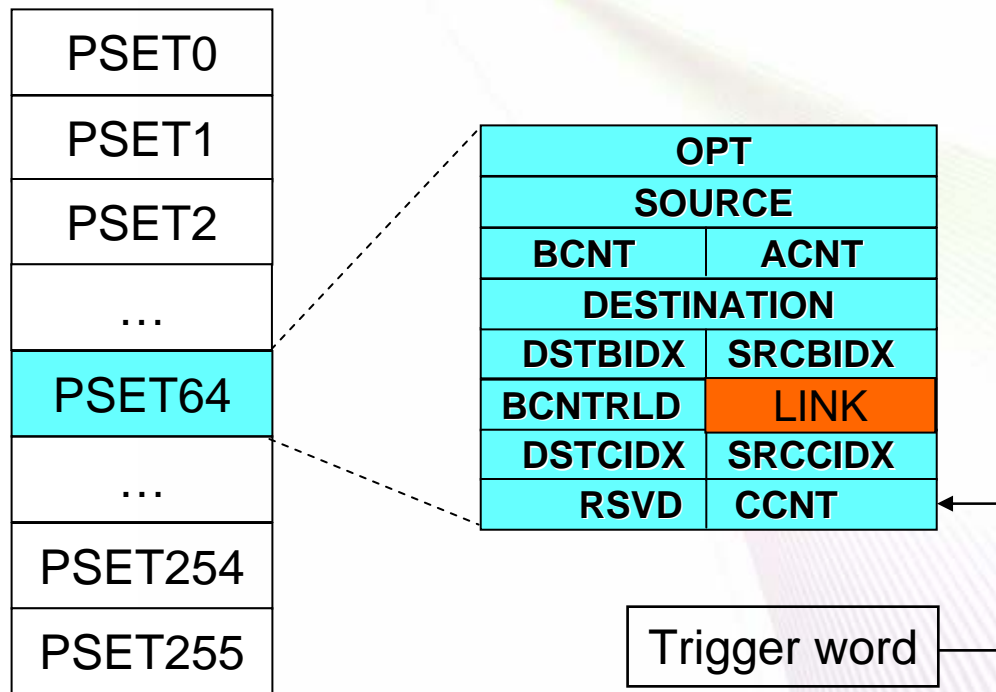 PSET0
PSET1
PSET2
...
PSET64
...
PSET254
PSET255
OPT
SOURCE
BCNT ACNT
DESTINATION
DSTBIDX SRCBIDX
BCNTRLD LINK
DSTCIDX SRCCIDX
RSVD CCNT
Trigger word